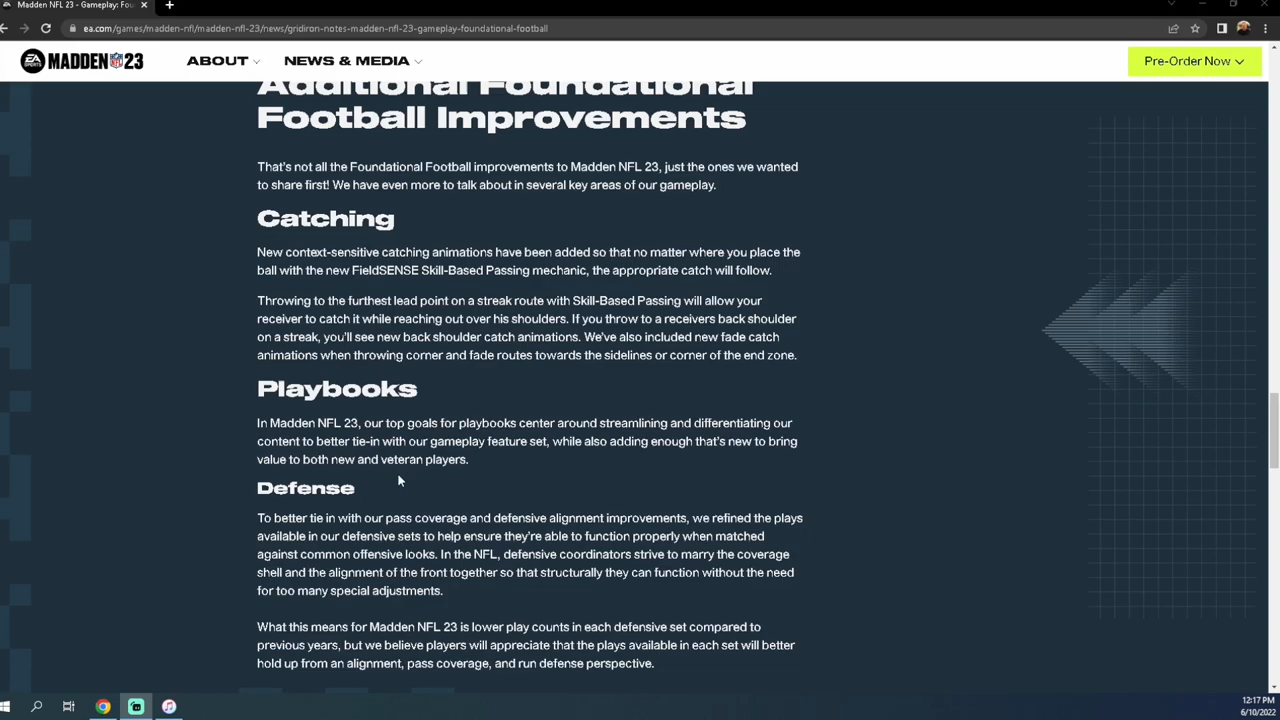 Madden NFL 23 - Gameplay: Foun
ea.com/games/madden-nfl/madden-nfl-23/news/gridiron-notes-madden-nfl-23-gameplay-foundational-football
EA SPORTS MADDEN NFL 23
ABOUT
NEWS & MEDIA
Pre-Order Now
Additional Foundational
Football Improvements
That's not all the Foundational Football improvements to Madden NFL 23, just the ones we wanted
to share first! We have even more to talk about in several key areas of our gameplay.
Catching
New context-sensitive catching animations have been added so that no matter where you place the
ball with the new FieldSENSE Skill-Based Passing mechanic, the appropriate catch will follow.
Throwing to the furthest lead point on a streak route with Skill-Based Passing will allow your
receiver to catch it while reaching out over his shoulders. If you throw to a receivers back shoulder
on a streak, you'll see new back shoulder catch animations. We've also included new fade catch
animations when throwing corner and fade routes towards the sidelines or corner of the end zone.
Playbooks
In Madden NFL 23, our top goals for playbooks center around streamlining and differentiating our
content to better tie-in with our gameplay feature set, while also adding enough that's new to bring
value to both new and veteran players.
Defense
To better tie in with our pass coverage and defensive alignment improvements, we refined the plays
available in our defensive sets to help ensure they're able to function properly when matched
against common offensive looks. In the NFL, defensive coordinators strive to marry the coverage
shell and the alignment of the front together so that structurally they can function without the need
for too many special adjustments.
What this means for Madden NFL 23 is lower play counts in each defensive set compared to
previous years, but we believe players will appreciate that the plays available in each set will better
hold up from an alignment, pass coverage, and run defense perspective.
12:17 PM
6/10/2022